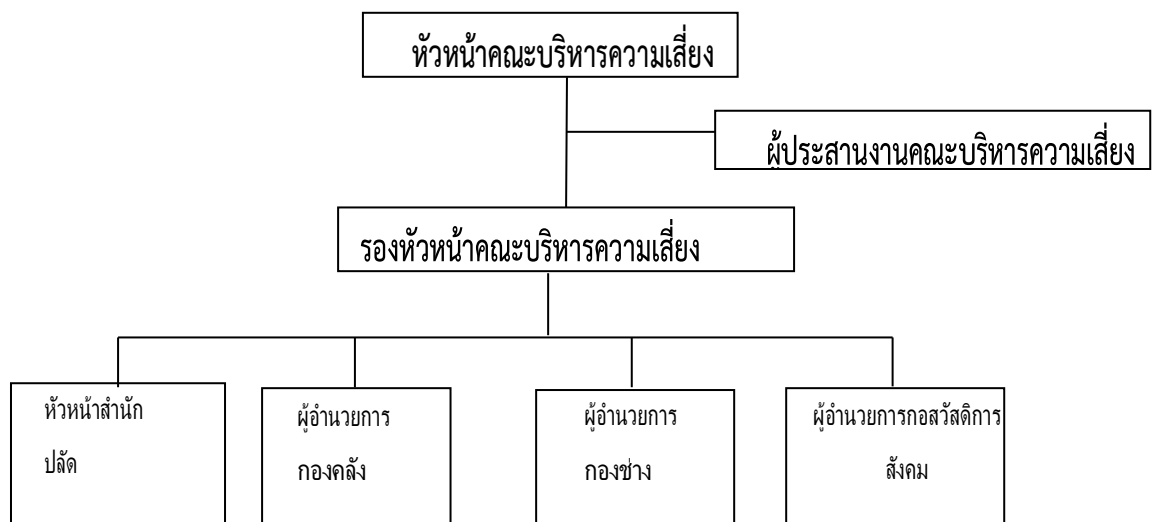 หัวหน้าคณะบริหารความเสี่ยง
ผู้ประสานงานคณะบริหารความเสี่ยง
รองหัวหน้าคณะบริหารความเสี่ยง
หัวหน้าสำนัก
ปลัด
ผู้อำนวยการ
กองคลัง
ผู้อำนวยการ
กองช่าง
ผู้อำนวยการกอสวัสดิการ
สังคม